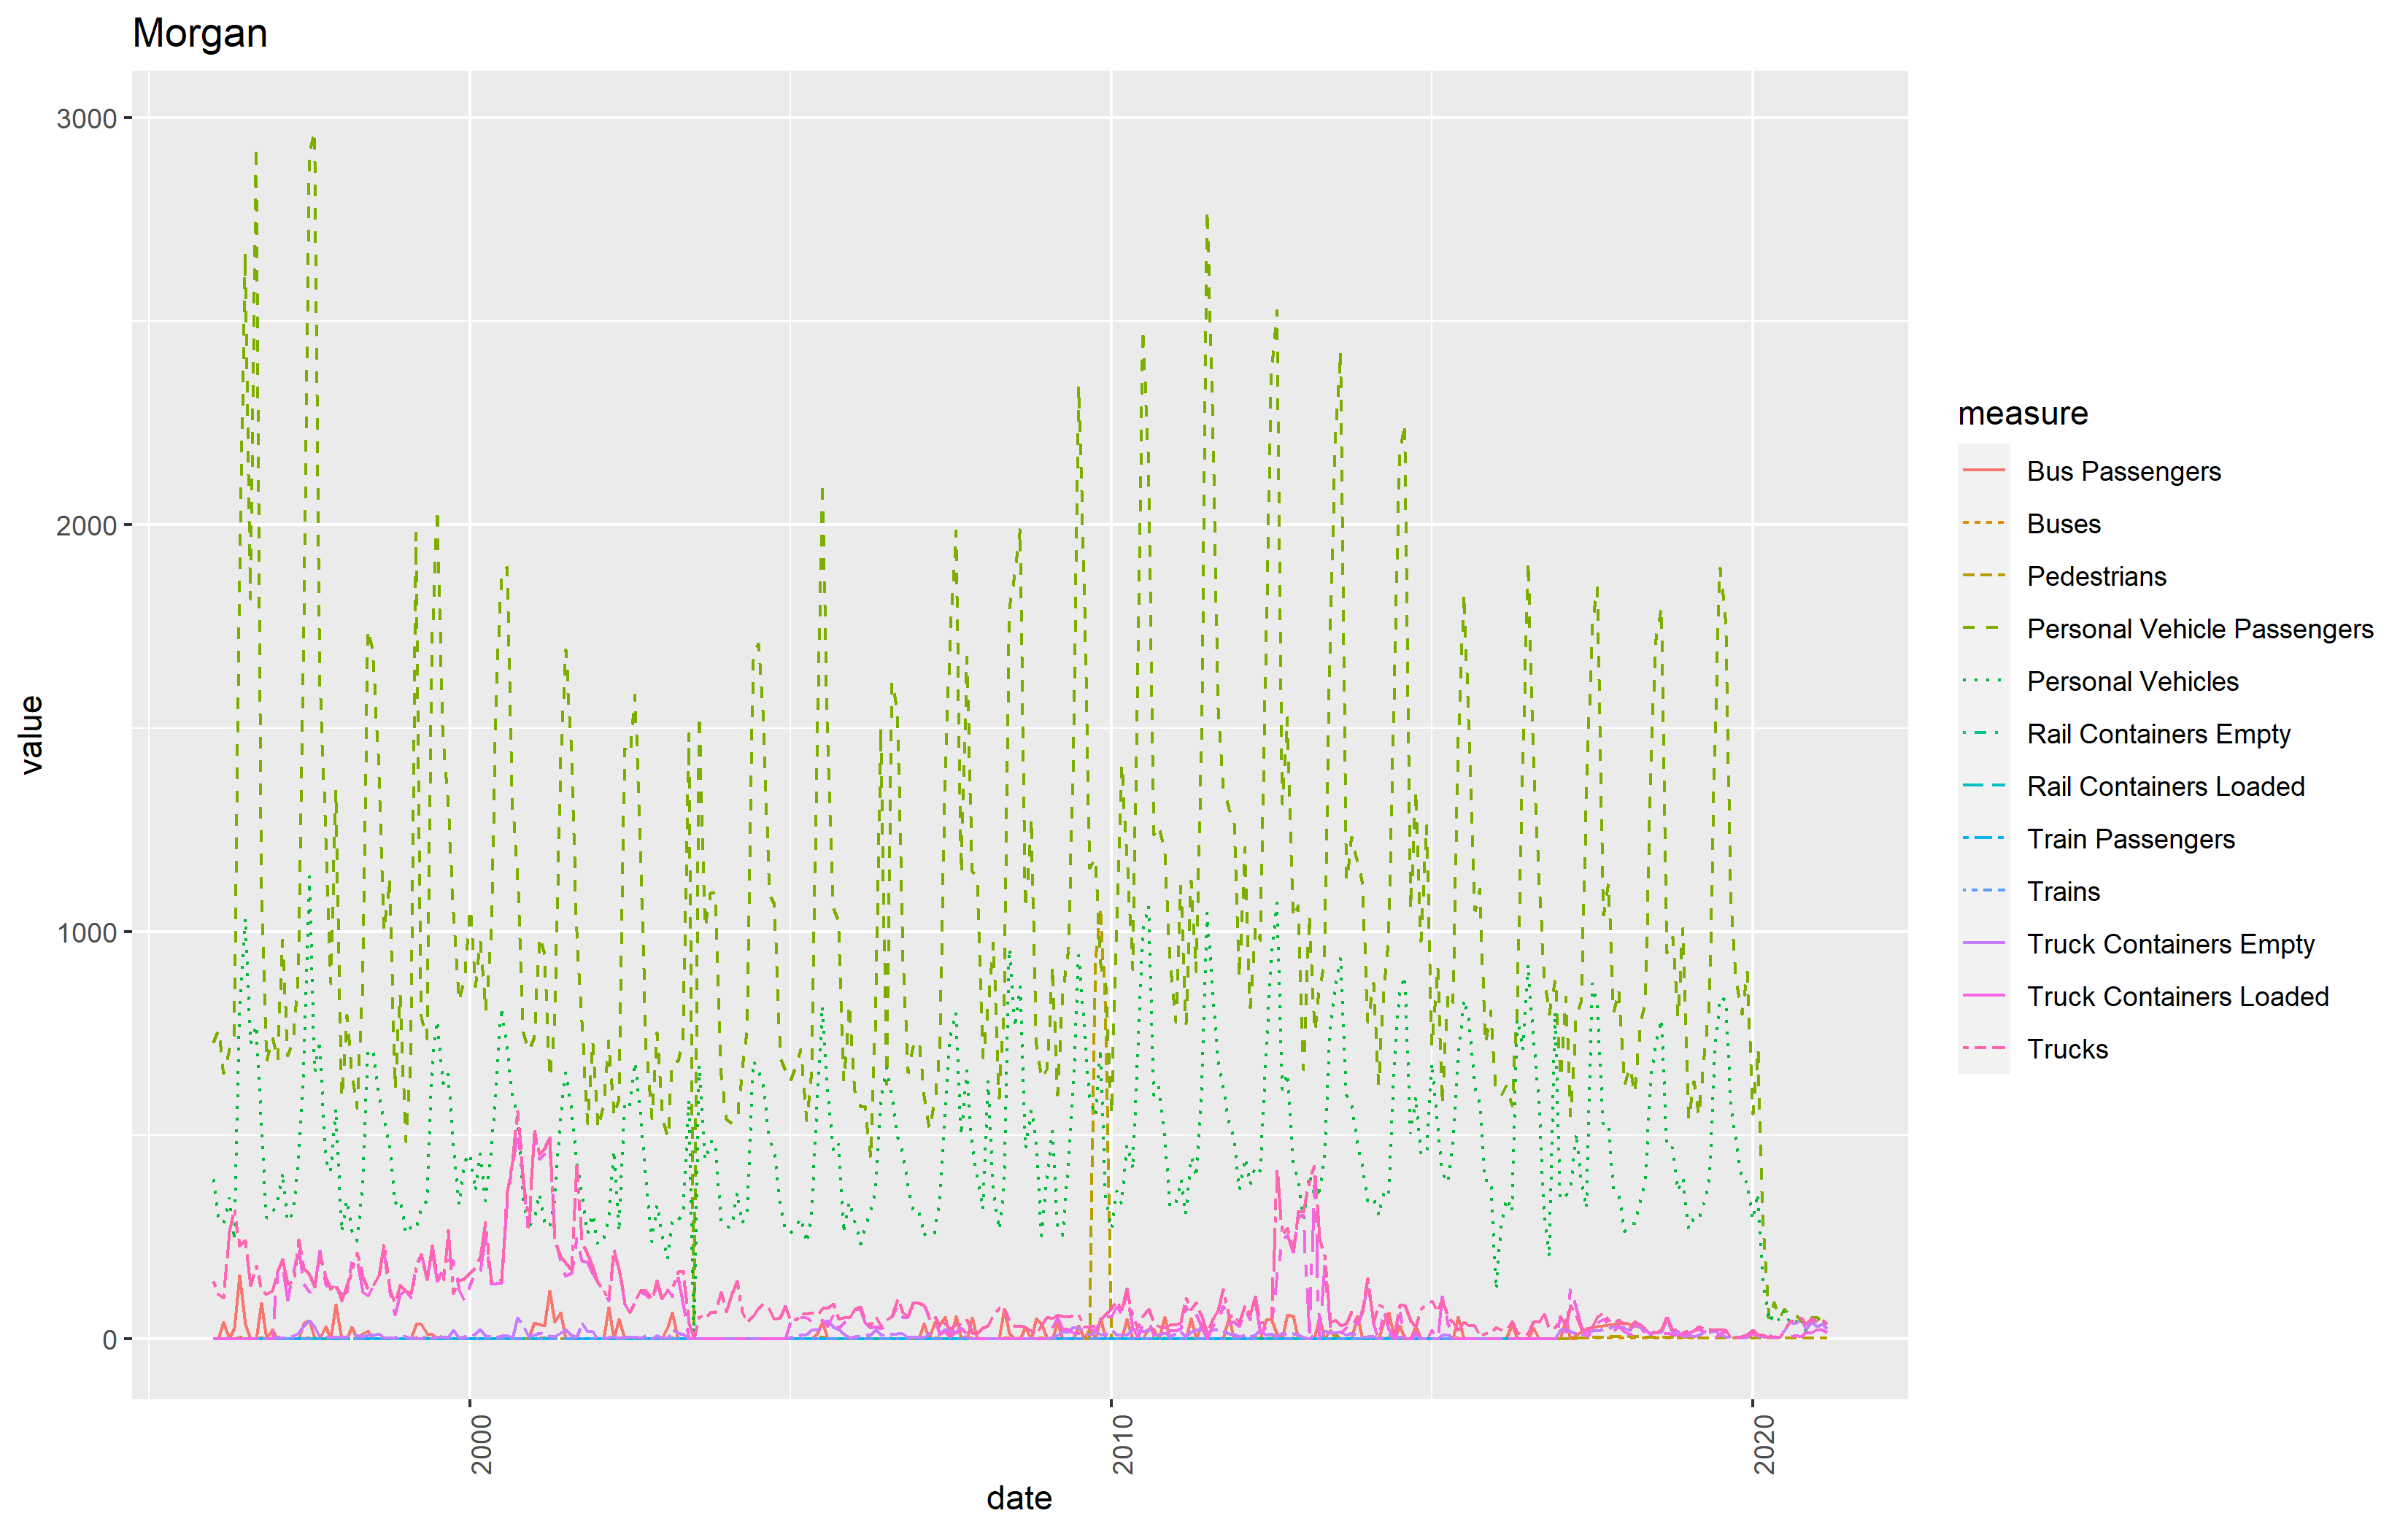 Morgan
3000
2000
1000
0
value
2000
2010
2020
date
measure
Bus Passengers
Buses
Pedestrians
Personal Vehicle Passengers
Personal Vehicles
Rail Containers Empty
Rail Containers Loaded
Train Passengers
Trains
Truck Containers Empty
Truck Containers Loaded
Trucks